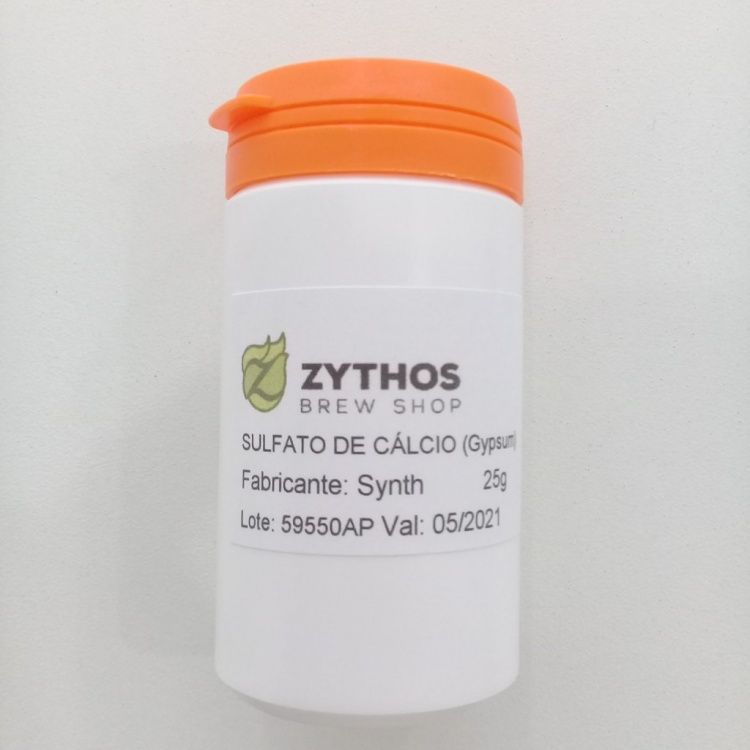 ZYTHOS
BREW SHOP
SULFATO DE CÁLCIO (Gypsum)
Fabricante: Synth 25g
Lote: 59550AP Val: 05/2021